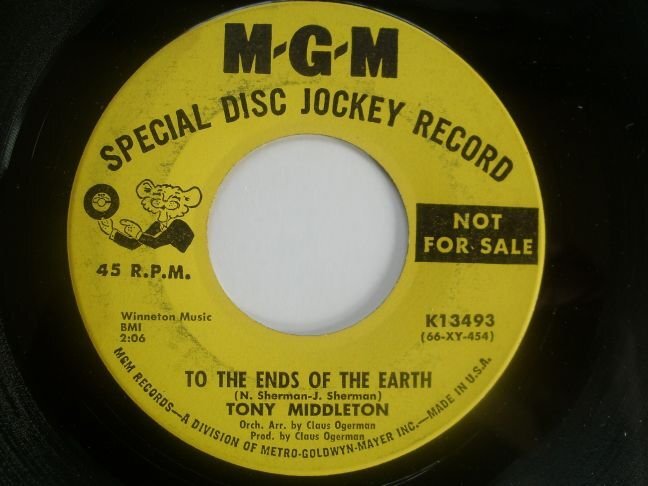 M-G-M
SPECIAL DISC JOCKEY RECORD
NOT
FOR SALE
45 R.P.M.
Winneton Music
BMI
2:06
K13493
(66-XY-454)
TO THE ENDS OF THE EARTH
(N. Sherman-J. Sherman)
TONY MIDDLETON
Orch. Arr. by Claus Ogerman
Prod. by Claus Ogerman
MGM RECORDS—A DIVISION OF METRO-GOLDWYN-MAYER INC.—MADE IN U.S.A.